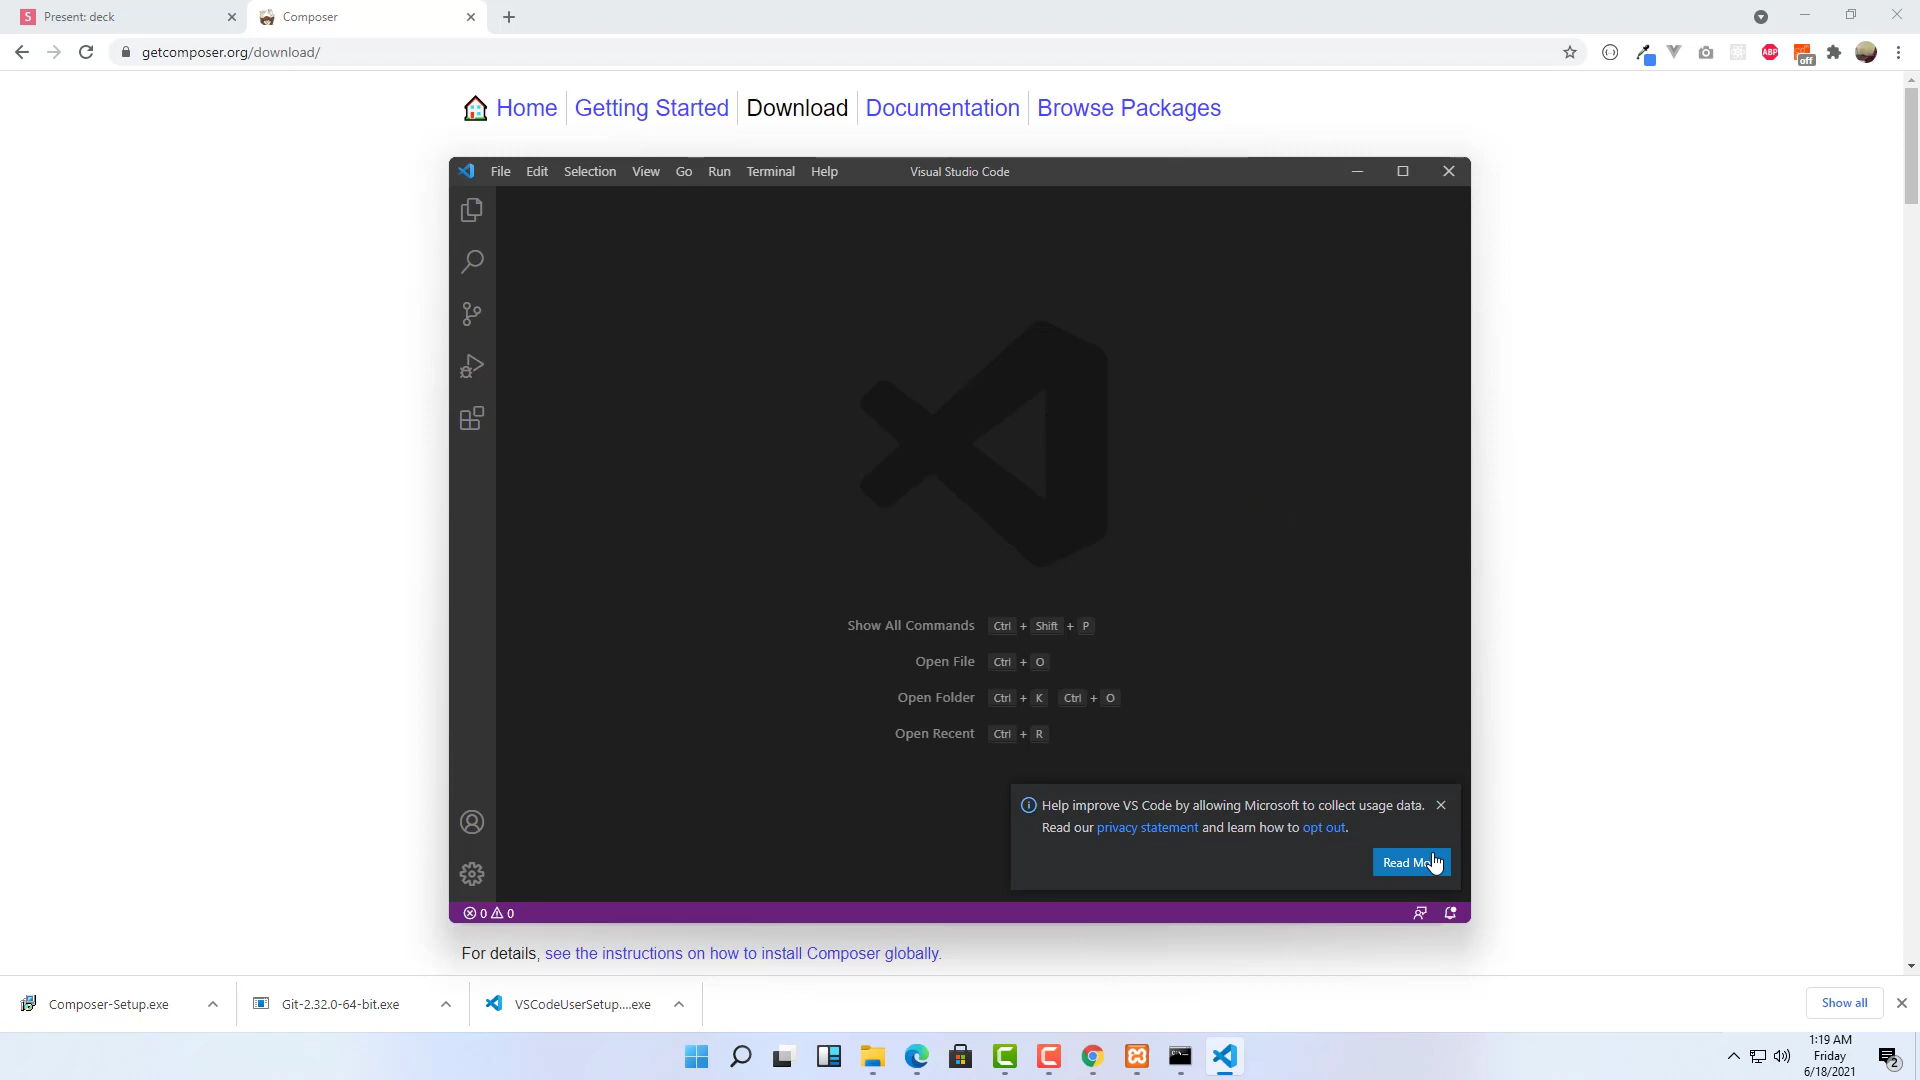 S Present: deck
Composer
getcomposer.org/download/
ABP
off
Home
Getting Started
Download
Documentation
Browse Packages
File Edit Selection View Go Run Terminal Help
Visual Studio Code
Show All Commands Ctrl + Shift + P
Open File Ctrl + O
Open Folder Ctrl + K Ctrl + O
Open Recent Ctrl + R
Help improve VS Code by allowing Microsoft to collect usage data.
Read our privacy statement and learn how to opt out.
Read
0 0
For details, see the instructions on how to install Composer globally.
Composer-Setup.exe
Git-2.32.0-64-bit.exe
VSCodeUserSetup....exe
Show all
1:19 AM
Friday
6/18/2021
2